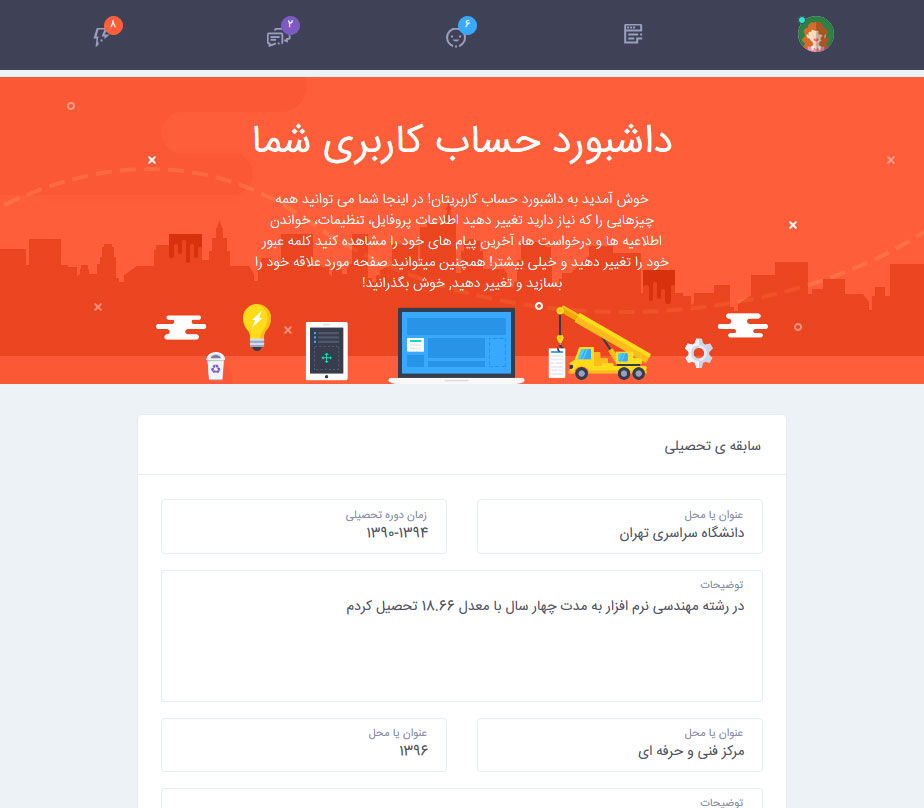 ۸
۲
۶
داشبورد حساب کاربری شما
خوش آمدید به داشبورد حساب کاربریتان! در اینجا شما می توانید همه
چیزهایی را که نیاز دارید تغییر دهید اطلاعات پروفایل، تنظیمات، خواندن
اطلاعیه ها و درخواست ها، آخرین پیام های خود را مشاهده کنید کلمه عبور
خود را تغییر دهید و خیلی بیشتر! همچنین میتوانید صفحه مورد علاقه خود را
بسازید و تغییر دهید, خوش بگذرانید!
سابقه ی تحصیلی
عنوان یا محل
دانشگاه سراسری تهران
زمان دوره تحصیلی
۱۳۹۰-۱۳۹۴
توضیحات
در رشته مهندسی نرم افزار به مدت چهار سال با معدل ۱۸.۶۶ تحصیل کردم
عنوان یا محل
مرکز فنی و حرفه ای
عنوان یا محل
۱۳۹۶
توضیحات